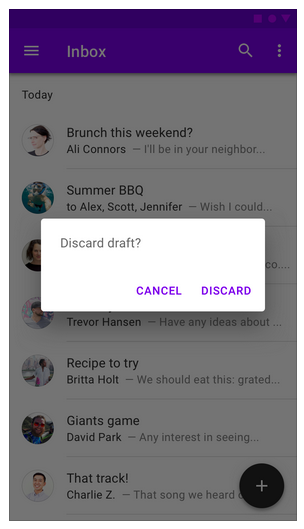 Inbox
Today
Brunch this weekend?
Ali Connors — I'll be in your neighbor...
Summer BBQ
to Alex, Scott, Jennifer — Wish I could...
Discard draft?
co....
CANCEL DISCARD
Trevor Hansen — Have any ideas about ...
Recipe to try
Britta Holt — We should eat this: grated...
Giants game
David Park — Any interest in seeing...
That track!
Charlie Z. — That song we heard